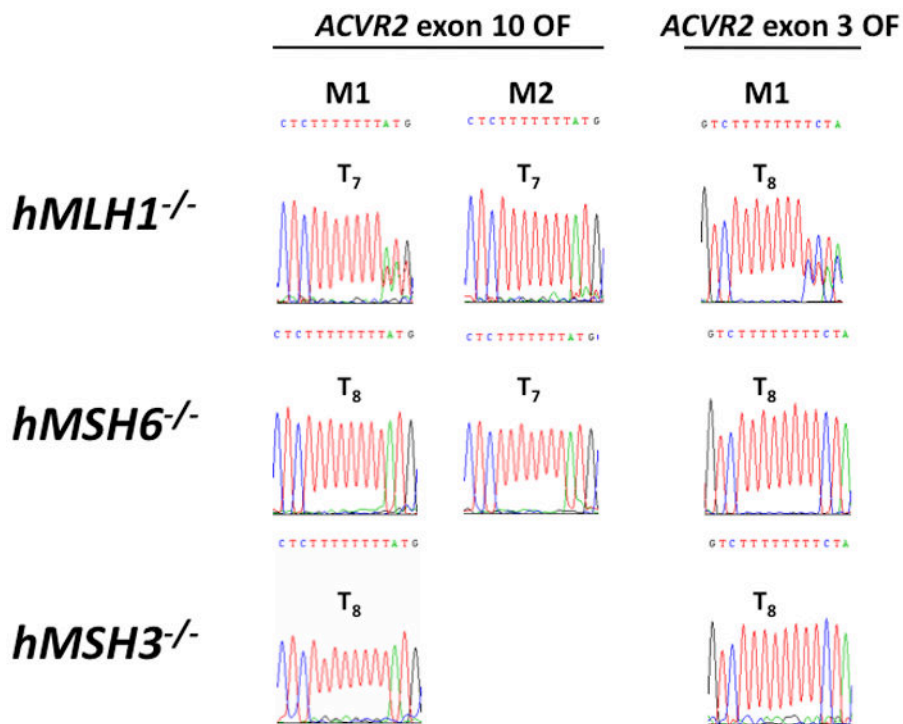 ACVR2 exon 10 OF ACVR2 exon 3 OF
M1 M2 M1
CTCTTTTTTTATG CTCTTTTTTTATG GTCTTTTTTTTCTA
hMLH1-/- T7 T7 T8
CTCTTTTTTTTATG CTCTTTTTTTATG GTCTTTTTTTTCTA
hMSH6-/- T8 T7 T8
CTCTTTTTTTTATG GTCTTTTTTTTCTA
hMSH3-/- T8 T8